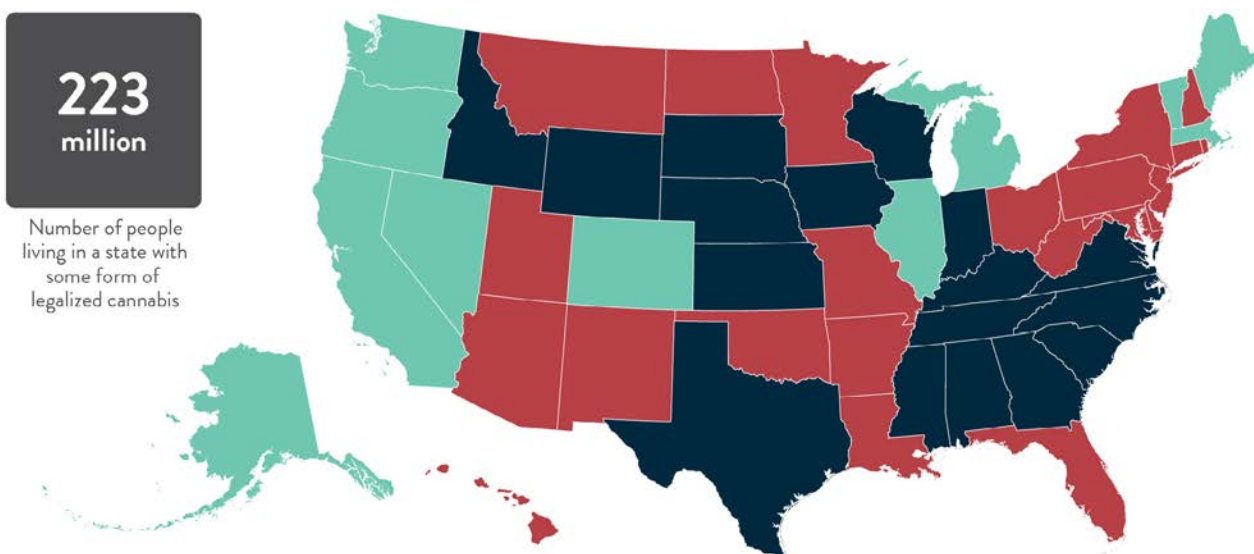 223
million
Number of people
living in a state with
some form of
legalized cannabis